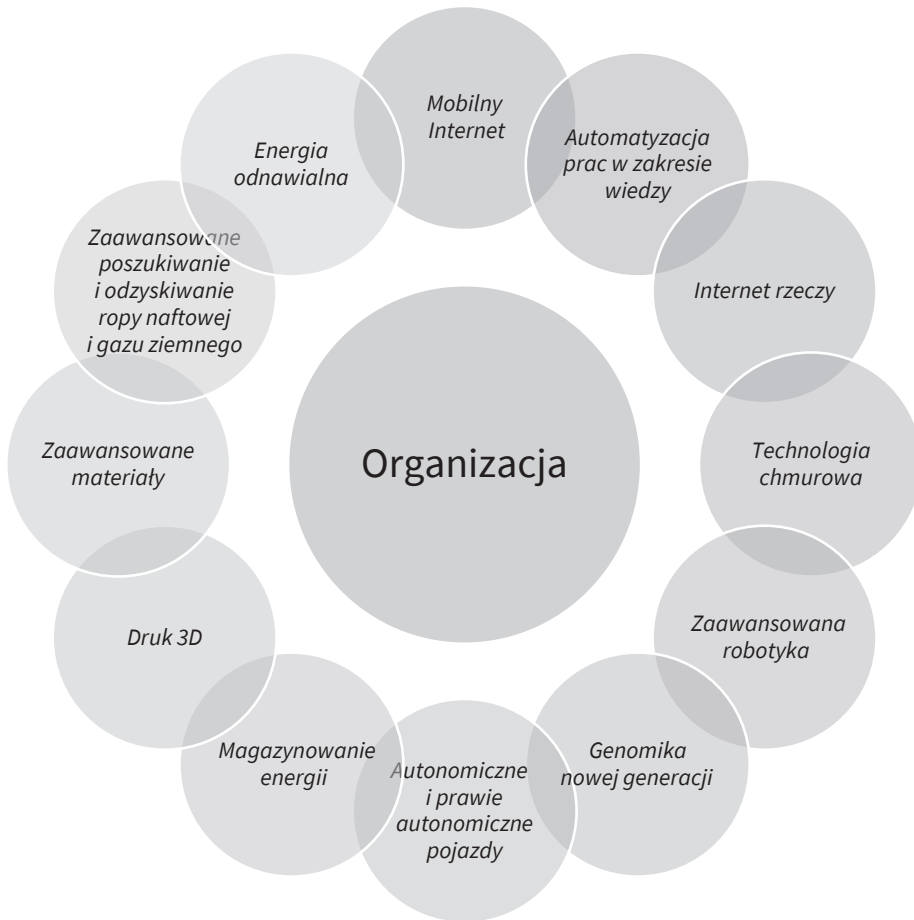 Mobilny
Internet
Automatyzacja
prac w zakresie
wiedzy
Internet rzeczy
Technologia
chmurowa
Zaawansowana
robotyka
Genomika
nowej generacji
Autonomiczne
i prawie
autonomiczne
pojazdy
Magazynowanie
energii
Druk 3D
Zaawansowane
materiały
Zaawansowane
poszukiwanie
i odzyskiwanie
ropy naftowej
i gazu ziemnego
Energia
odnawialna
Organizacja